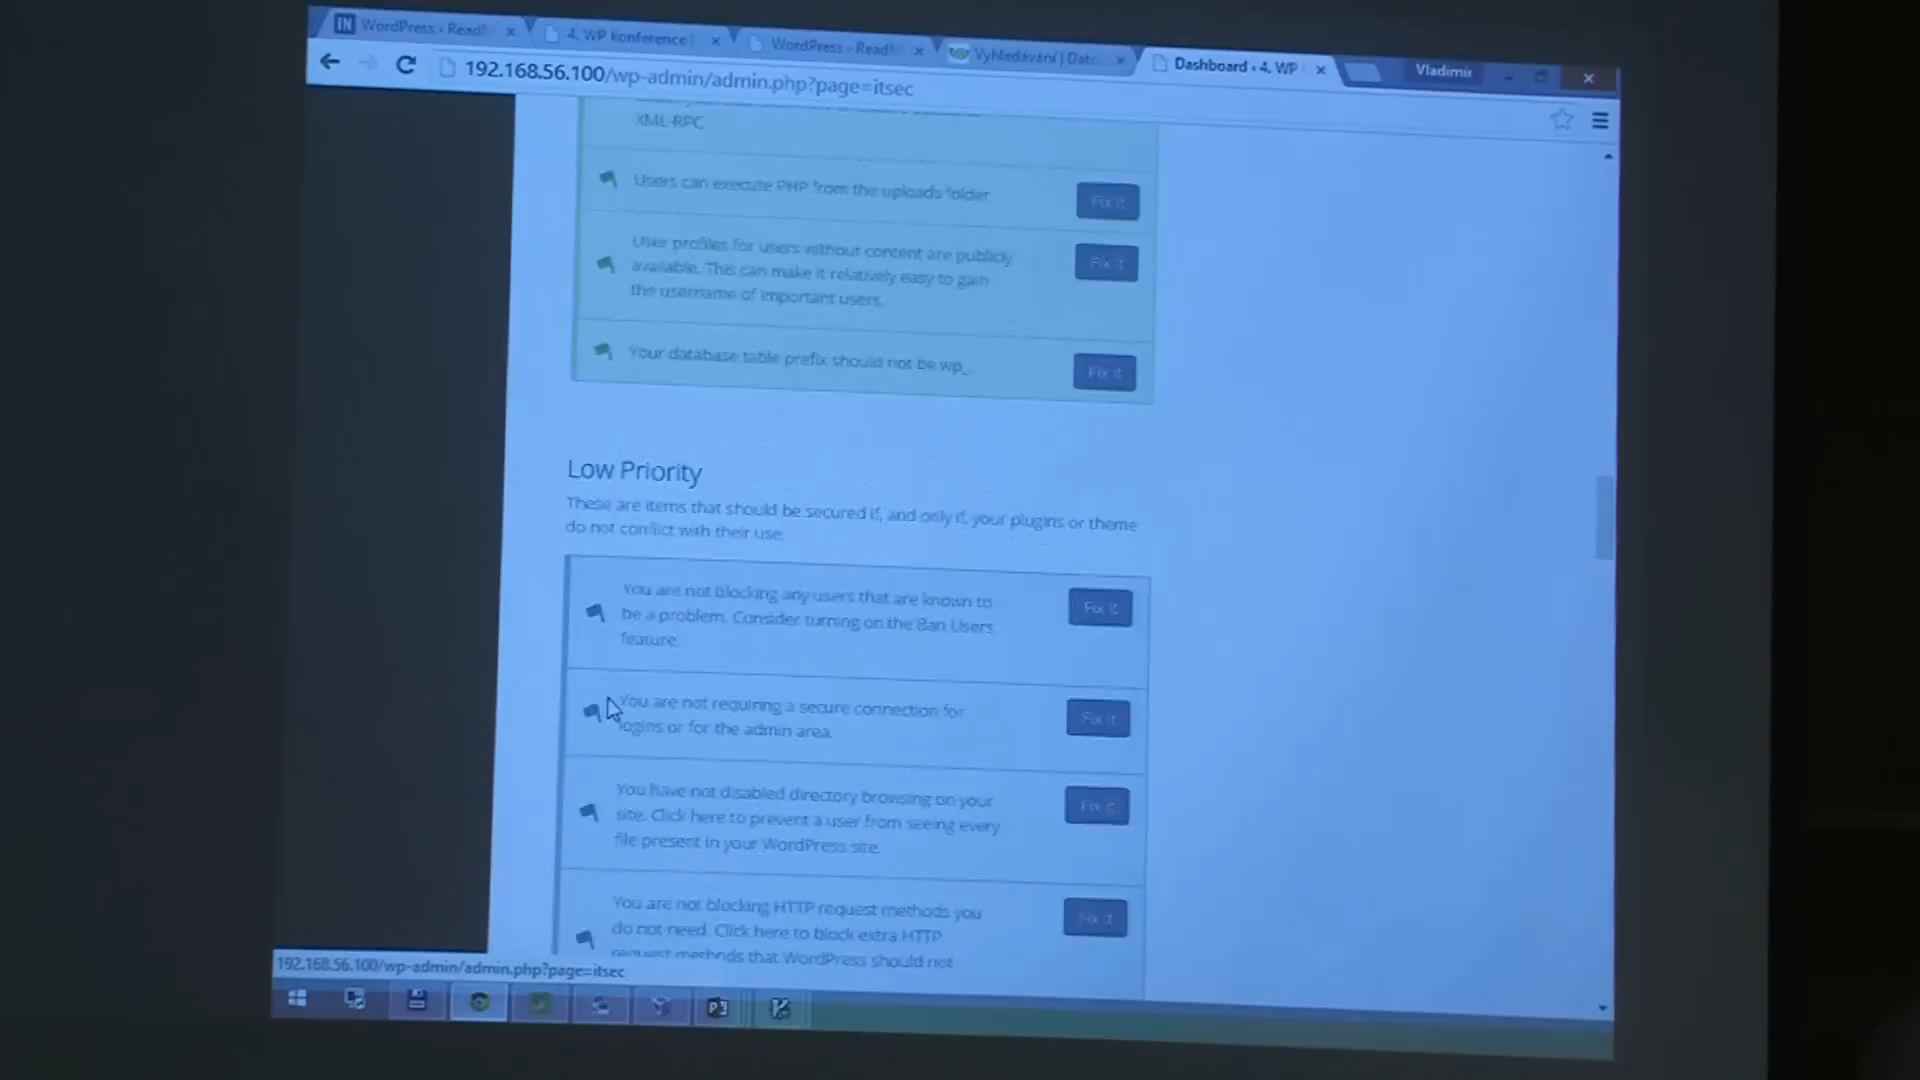 WordPress › Readl
4. WP konference |
WordPress › Readl
Vyhledávání | Data
Dashboard ‹ 4. WP
Vladimír
192.168.56.100/wp-admin/admin.php?page=itsec
XML-RPC.
Users can execute PHP from the uploads folder.
Fix it
User profiles for users without content are publicly
available. This can make it relatively easy to gain
the username of important users.
Fix it
Your database table prefix should not be wp_.
Fix it
Low Priority
These are items that should be secured if, and only if, your plugins or theme
do not conflict with their use.
You are not blocking any users that are known to
be a problem. Consider turning on the Ban Users
feature.
Fix it
You are not requiring a secure connection for
logins or for the admin area.
Fix it
You have not disabled directory browsing on your
site. Click here to prevent a user from seeing every
file present in your WordPress site.
Fix it
You are not blocking HTTP request methods you
do not need. Click here to block extra HTTP
request methods that WordPress should not
Fix it
192.168.56.100/wp-admin/admin.php?page=itsec